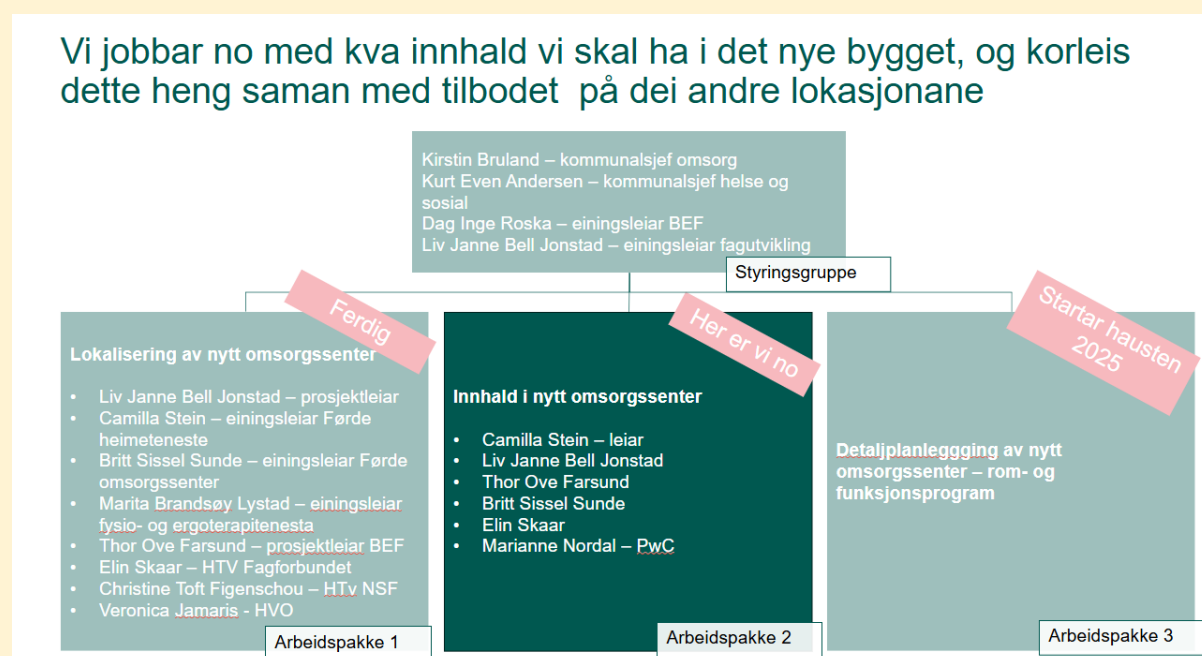 Vi jobbar no med kva innhald vi skal ha i det nye bygget, og korleis
dette heng saman med tilbodet på dei andre lokasjonane
Kirstin Bruland – kommunalsjef omsorg
Kurt Even Andersen – kommunalsjef helse og
sosial
Dag Inge Roska – einingsleiar BEF
Liv Janne Bell Jonstad – einingsleiar fagutvikling
Styringsgruppe
Ferdig
Lokalisering av nytt omsorgssenter
• Liv Janne Bell Jonstad – prosjektleiar
• Camilla Stein – einingsleiar Førde
heimeteneste
• Britt Sissel Sunde – einingsleiar Førde
omsorgssenter
• Marita Brandsøy Lystad – einingsleiar
fysio- og ergoterapitenesta
• Thor Ove Farsund – prosjektleiar BEF
• Elin Skaar – HTV Fagforbundet
• Christine Toft Figenschou – HTv NSF
• Veronica Jamaris - HVO
Arbeidspakke 1
Her er vi no
Innhald i nytt omsorgssenter
• Camilla Stein – leiar
• Liv Janne Bell Jonstad
• Thor Ove Farsund
• Britt Sissel Sunde
• Elin Skaar
• Marianne Nordal – PwC
Arbeidspakke 2
Startar hausten
2025
Detaljplanleggging av nytt
omsorgssenter – rom- og
funksjonsprogram
Arbeidspakke 3